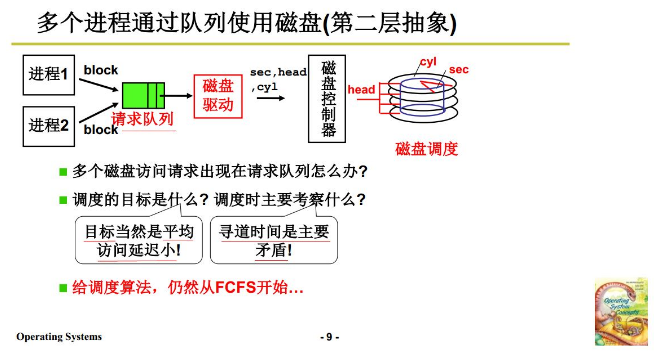 多个进程通过队列使用磁盘(第二层抽象)
进程1
block
进程2
block
请求队列
磁盘
驱动
sec,head
,cyl
磁盘控制器
head
cyl
sec
磁盘调度
多个磁盘访问请求出现在请求队列怎么办?
调度的目标是什么? 调度时主要考察什么?
目标当然是平均
访问延迟小!
寻道时间是主要
矛盾!
给调度算法，仍然从FCFS开始…
Operating
System
Concepts
Operating Systems
- 9 -